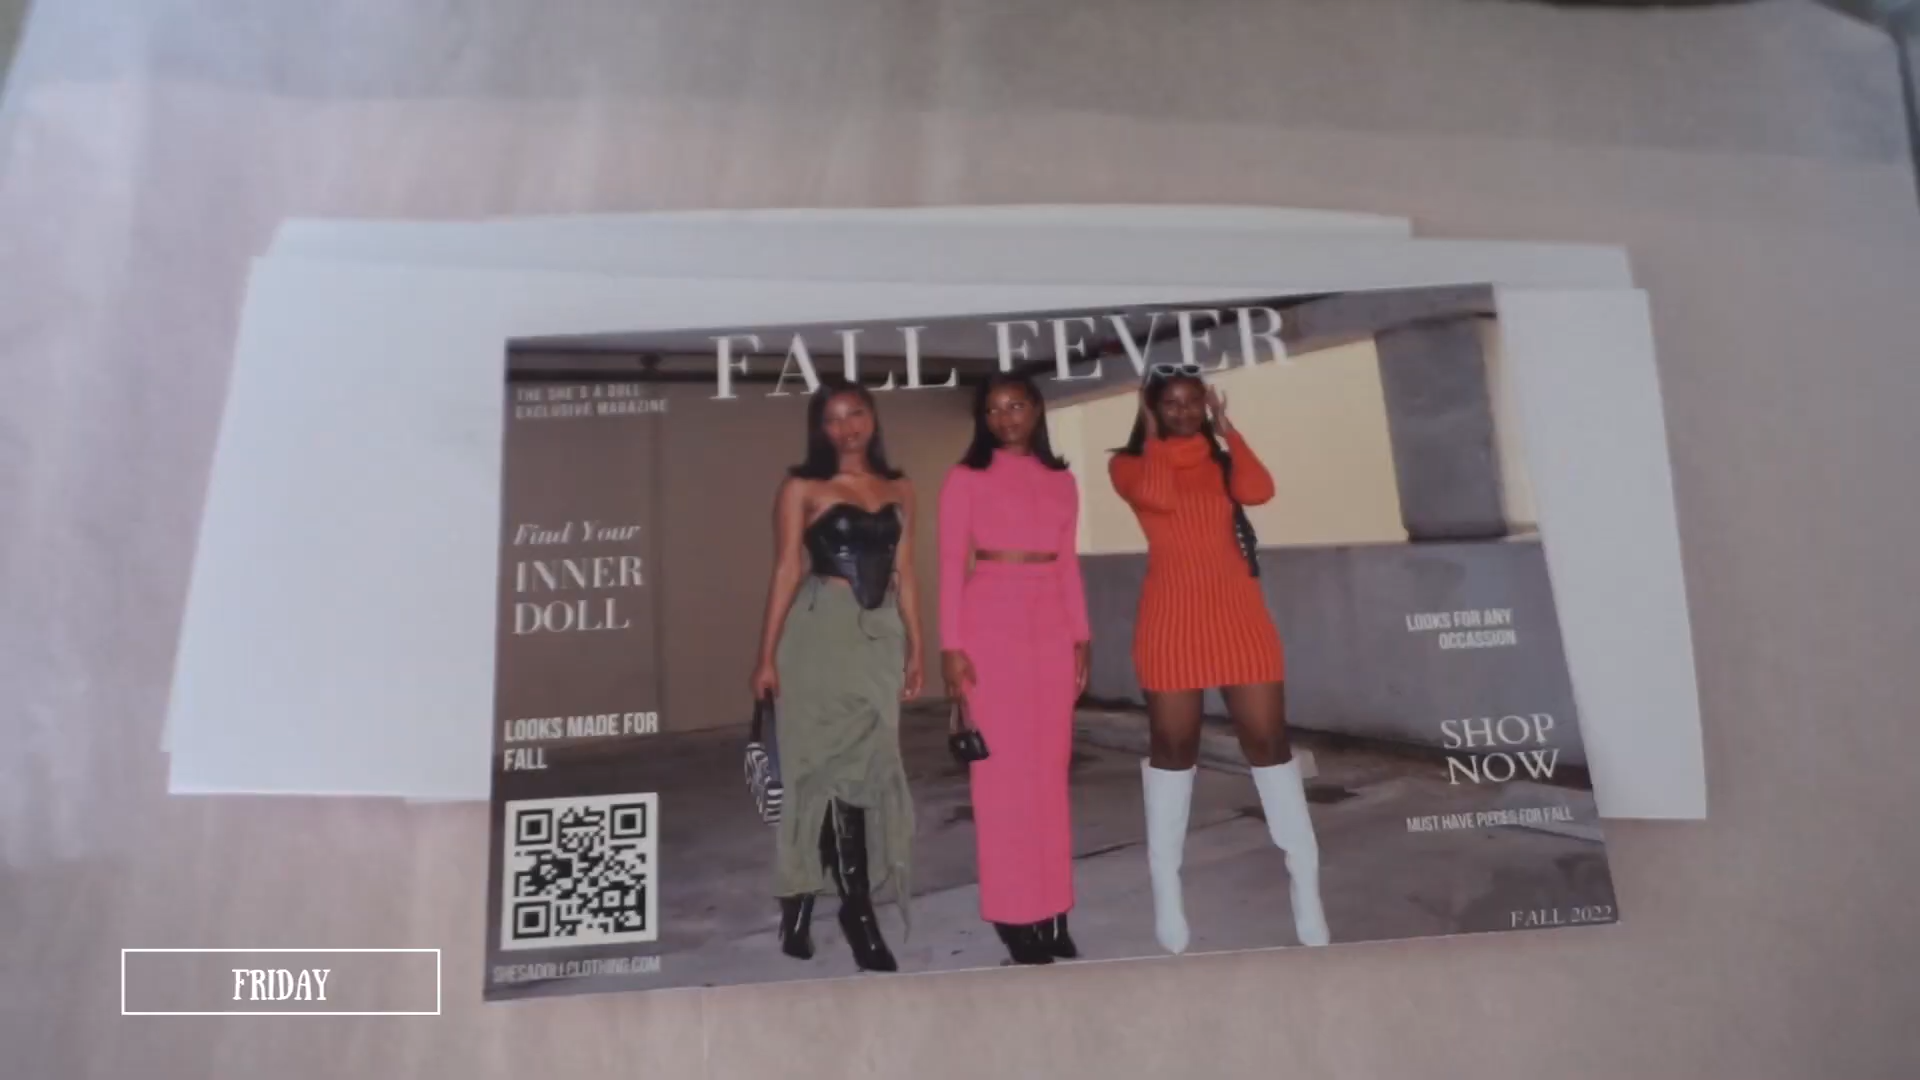 FALL FEVER
THE SHE'S A DOLL
EXCLUSIVE MAGAZINE
Find Your
INNER
DOLL
LOOKS MADE FOR
FALL
SHESADOLLCLOTHING.COM
LOOKS FOR ANY
OCCASSION
SHOP
NOW
MUST HAVE PIECES FOR FALL
FALL 2022
FRIDAY